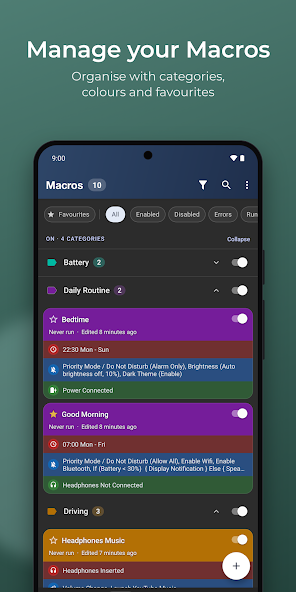 Manage your Macros
Organise with categories,
colours and favourites
9:00
Macros 10
Favourites All Enabled Disabled Errors
ON · 4 CATEGORIES Collapse
Battery 2
Daily Routine 2
Bedtime
Never run · Edited 8 minutes ago
22:30 Mon - Sun
Priority Mode / Do Not Disturb (Alarm Only), Brightness (Auto
brightness off, 10%), Dark Theme (Enable)
Power Connected
Good Morning
Never run · Edited 8 minutes ago
07:00 Mon - Fri
Priority Mode / Do Not Disturb (Allow All), Enable Wifi, Enable
Bluetooth, If (Battery < 30%) { Display Notification } Else { Spea...
Headphones Not Connected
Driving 3
Headphones Music
Never run · Edited 7 minutes ago
Headphones Inserted